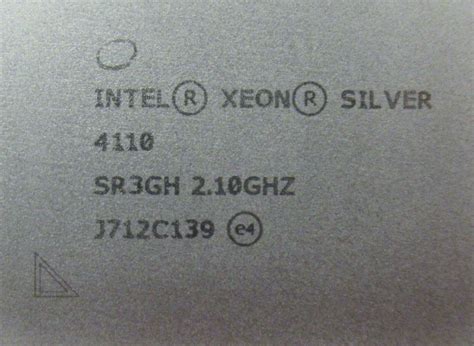 INTEL® XEON® SILVER
4110
SR3GH 2.10GHZ
J712C139 e4